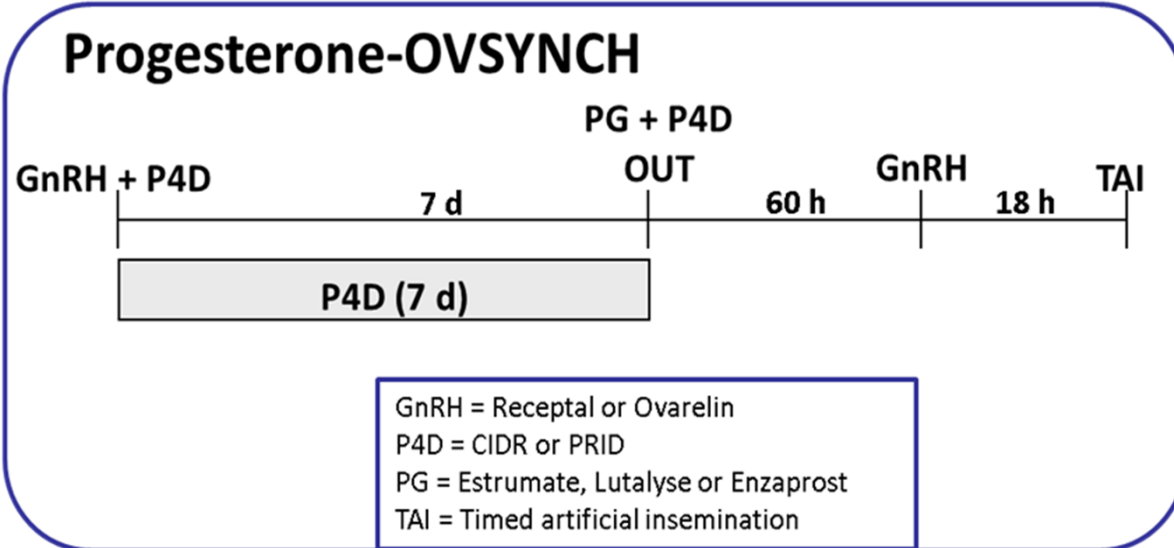 Progesterone-OVSYNCH
PG + P4D
OUT
GnRH + P4D
GnRH
TAI
7 d
60 h
18 h
P4D (7 d)
GnRH = Receptal or Ovarelin
P4D = CIDR or PRID
PG = Estrumate, Lutalyse or Enzaprost
TAI = Timed artificial insemination